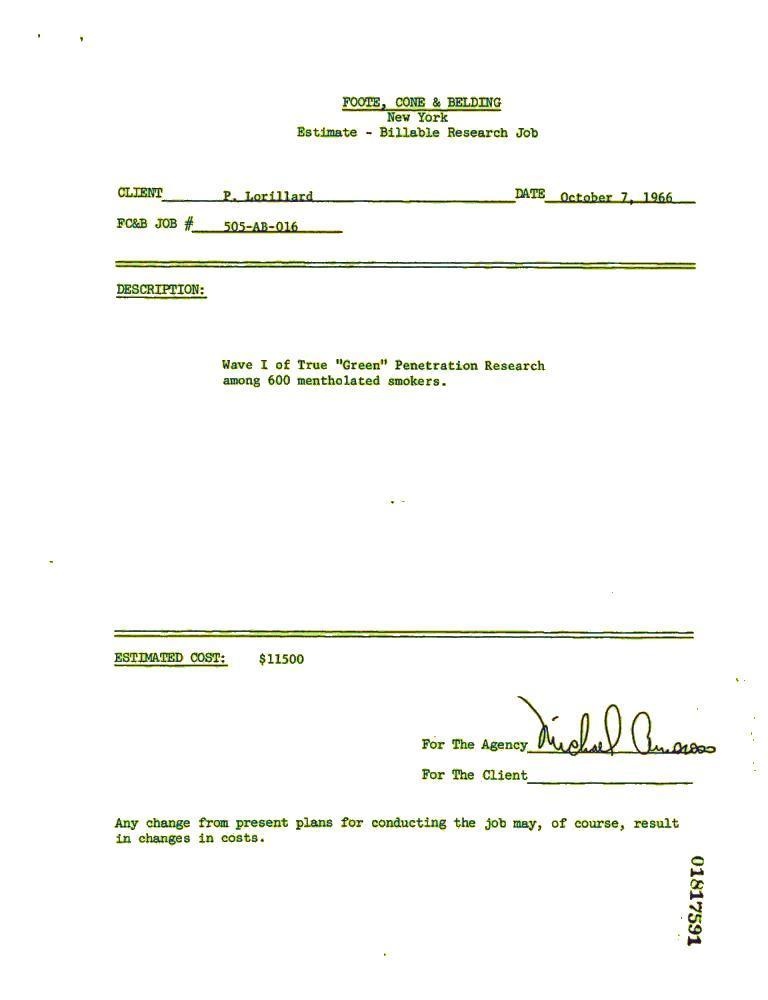 FOOTE, CONE & BELDING
New York
Estimate - Billable Research Job
CLIENT P. Lorillard DATE October 7, 1966
FC&B JOB # 505-AB-016
DESCRIPTION:
Wave I of True "Green" Penetration Research
among 600 mentholated smokers.
ESTIMATED COST: $11500
For The Agency Michael
For The Client
Any change from present plans for conducting the job may, of course, result
in changes in costs.
01817591